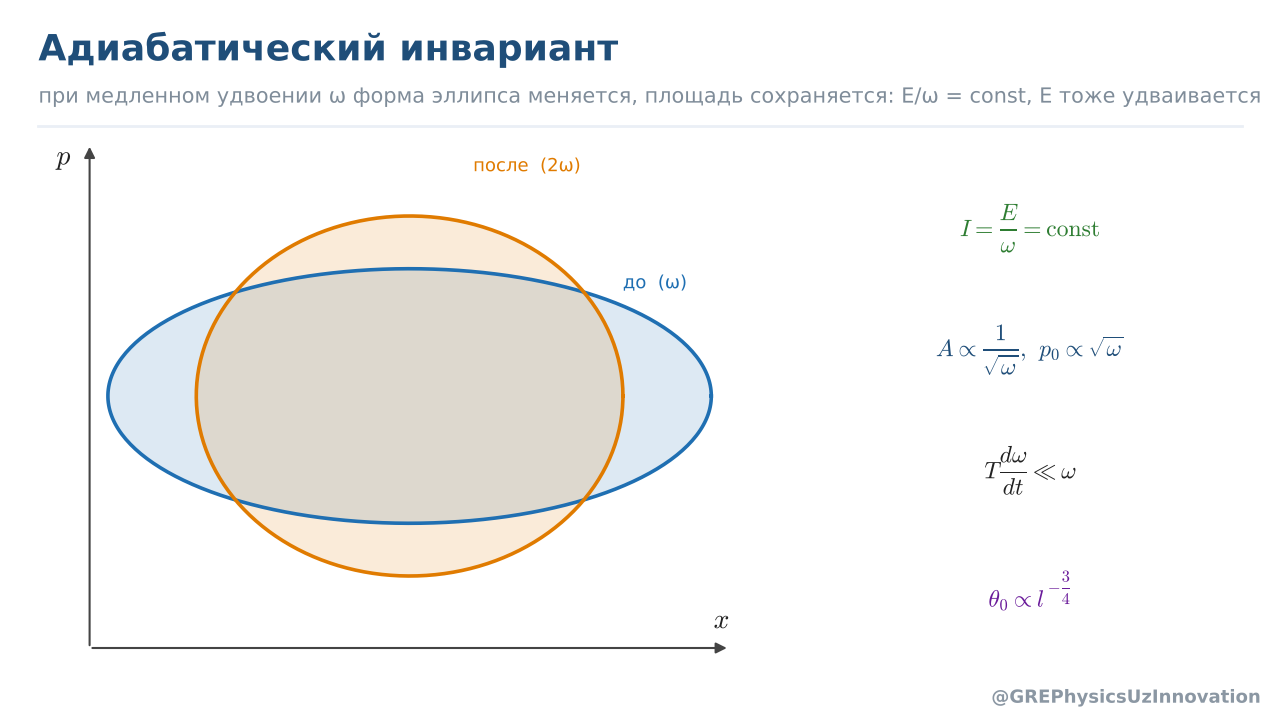 Адиабатический инвариант
при медленном удвоении ω форма эллипса меняется, площадь сохраняется: E/ω = const, E тоже удваивается
p
после (2ω)
до (ω)
x
I = E/ω = const
A ∝ 1/√ω, p₀ ∝ √ω
T dω/dt ≪ ω
θ₀ ∝ l^(−3/4)
@GREPhysicsUzInnovation